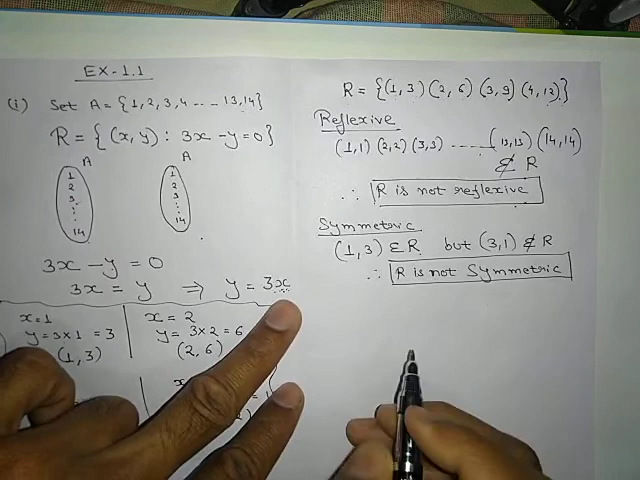 EX-1.1
(i) Set A = {1, 2, 3, 4 ... 13, 14}
R = { (x, y) : 3x - y = 0 }
A A
1 1
2 2
3 3
⋮ ⋮
14 14
3x - y = 0
3x = y ⇒ y = 3x
x = 1 x = 2
y = 3×1 = 3 y = 3×2 = 6
(1, 3) (2, 6)
R = {(1, 3) (2, 6) (3, 9) (4, 12)}
Reflexive
(1, 1) (2, 2) (3, 3) ....... (13, 13) (14, 14)
∉ R
∴ R is not reflexive
Symmetric
(1, 3) ∈ R but (3, 1) ∉ R
∴ R is not Symmetric